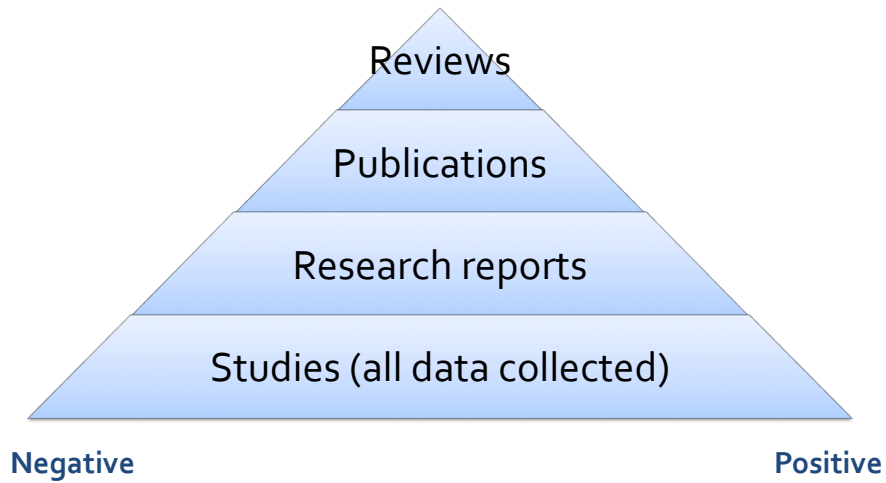 Reviews
Publications
Research reports
Studies (all data collected)
Negative Positive